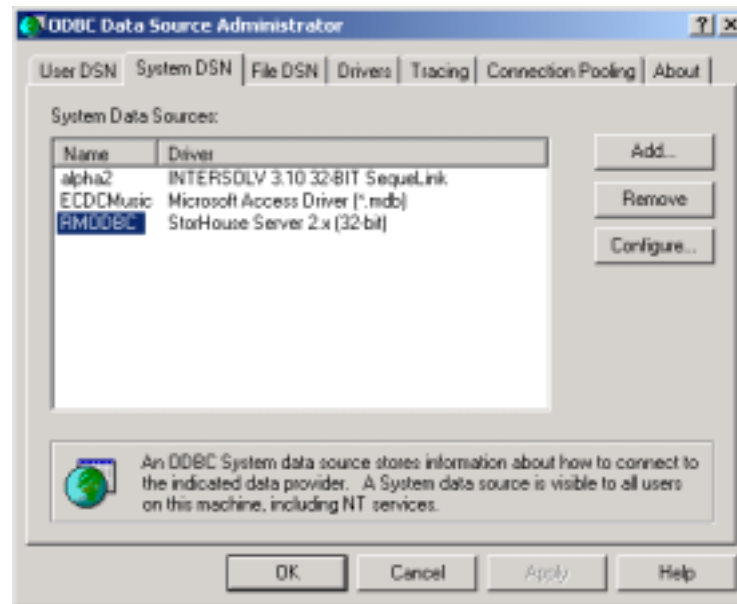 ODBC Data Source Administrator
User DSN System DSN File DSN Drivers Tracing Connection Pooling About
System Data Sources:
Name Driver
alpha2 INTERSOLV 3.10 32-BIT SequeLink
ECDCMusic Microsoft Access Driver (*.mdb)
RMODBC StorHouse Server 2.x (32-bit)
Add...
Remove
Configure...
An ODBC System data source stores information about how to connect to
the indicated data provider. A System data source is visible to all users
on this machine, including NT services.
OK Cancel Apply Help